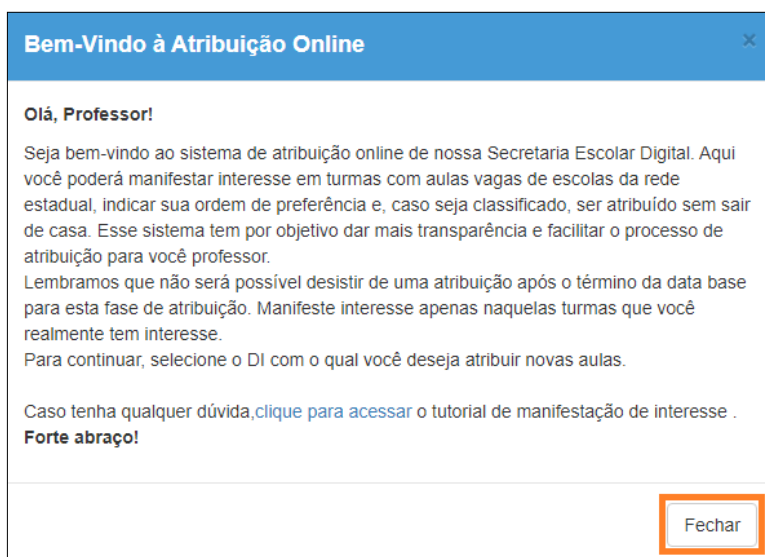 Bem-Vindo à Atribuição Online ×
Olá, Professor!
Seja bem-vindo ao sistema de atribuição online de nossa Secretaria Escolar Digital. Aqui
você poderá manifestar interesse em turmas com aulas vagas de escolas da rede
estadual, indicar sua ordem de preferência e, caso seja classificado, ser atribuído sem sair
de casa. Esse sistema tem por objetivo dar mais transparência e facilitar o processo de
atribuição para você professor.
Lembramos que não será possível desistir de uma atribuição após o término da data base
para esta fase de atribuição. Manifeste interesse apenas naquelas turmas que você
realmente tem interesse.
Para continuar, selecione o DI com o qual você deseja atribuir novas aulas.
Caso tenha qualquer dúvida,clique para acessar o tutorial de manifestação de interesse .
Forte abraço!
Fechar